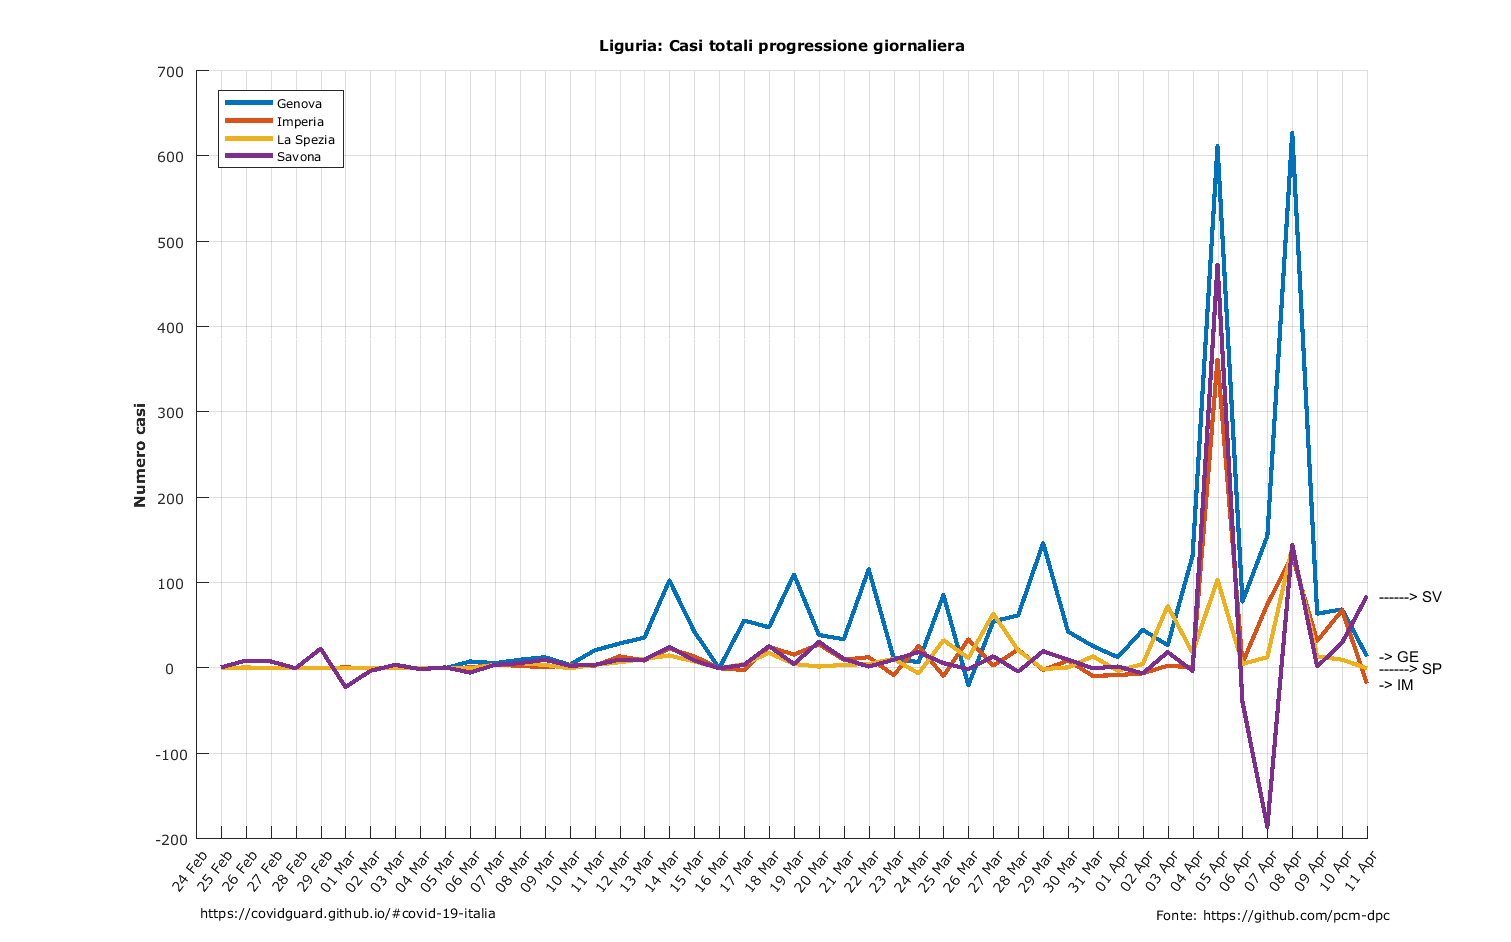 Liguria: Casi totali progressione giornaliera
700
600
500
400
300
200
100
0
-100
-200
Numero casi
Genova
Imperia
La Spezia
Savona
------> SV
-> GE
------> SP
-> IM
24 Feb
25 Feb
26 Feb
27 Feb
28 Feb
29 Feb
01 Mar
02 Mar
03 Mar
04 Mar
05 Mar
06 Mar
07 Mar
08 Mar
09 Mar
10 Mar
11 Mar
12 Mar
13 Mar
14 Mar
15 Mar
16 Mar
17 Mar
18 Mar
19 Mar
20 Mar
21 Mar
22 Mar
23 Mar
24 Mar
25 Mar
26 Mar
27 Mar
28 Mar
29 Mar
30 Mar
31 Mar
01 Apr
02 Apr
03 Apr
04 Apr
05 Apr
06 Apr
07 Apr
08 Apr
09 Apr
10 Apr
11 Apr
https://covidguard.github.io/#covid-19-italia
Fonte: https://github.com/pcm-dpc